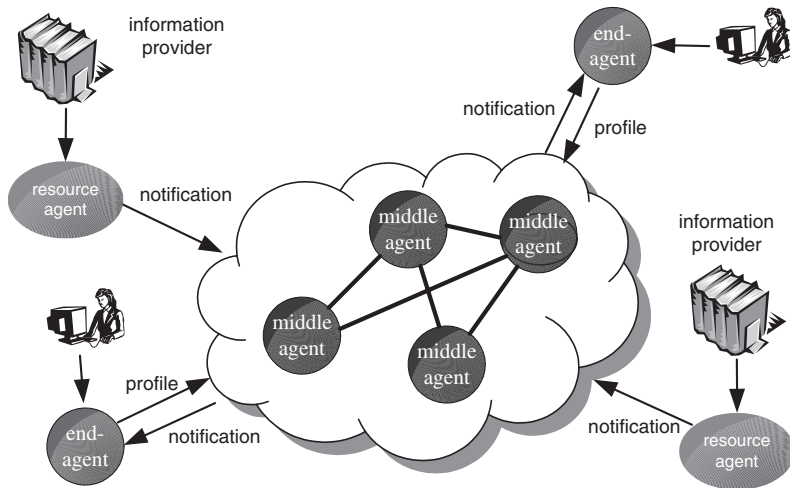 information
provider
end-
agent
notification
profile
resource
agent
notification
middle
agent
middle
agent
information
provider
middle
agent
middle
agent
profile
notification
end-
agent
notification
resource
agent